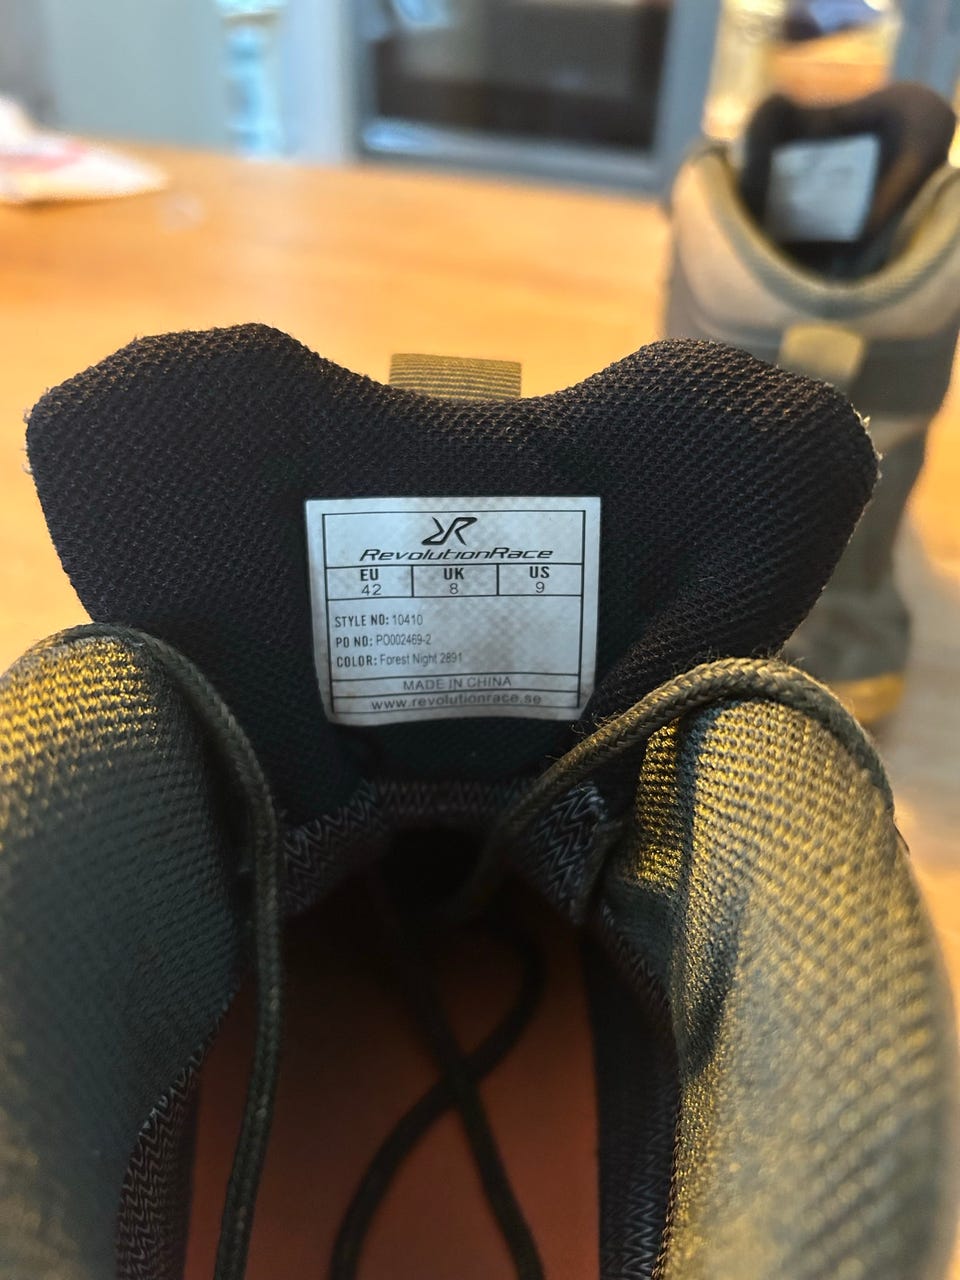 RevolutionRace
EU UK US
42 8 9
STYLE NO: 10410
PO NO: PO002469-2
COLOR: Forest Night 2891
MADE IN CHINA
www.revolutionrace.se